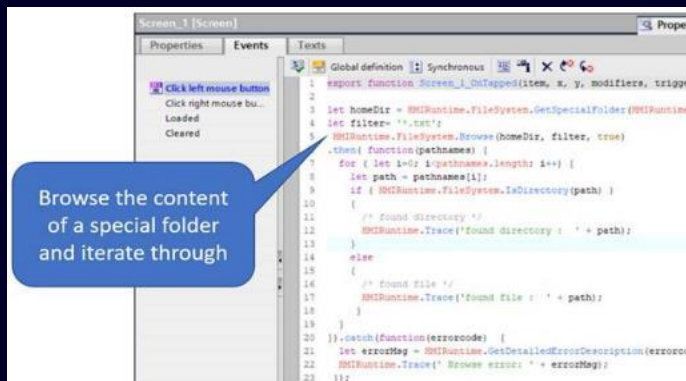 Screen_1 [Screen]
Prope
Properties Events Texts
Global definition Synchronous
Click left mouse button
Click right mouse bu...
Loaded
Cleared
1 export function Screen_1_OnTapped(item, x, y, modifiers, trigge
2
3 let homeDir = HMIRuntime.FileSystem.GetSpecialFolder(HMIRuntime
4 let filter= '*.txt';
5 HMIRuntime.FileSystem.Browse(homeDir, filter, true)
.then( function(pathnames) {
7 for ( let i=0; i<pathnames.length; i++) {
8 let path = pathnames[i];
9 if ( HMIRuntime.FileSystem.IsDirectory(path) )
10 {
11 /* found directory */
12 HMIRuntime.Trace('found directory : ' + path);
13 }
14 else
15 {
16 /* found file */
17 HMIRuntime.Trace('found file : ' + path);
18 }
19 }
20 }).catch(function(errorcode) {
21 let errorMsg = HMIRuntime.GetDetailedErrorDescription(errorco
22 HMIRuntime.Trace(' Browse error: ' + errorMsg);
23 });
Browse the content
of a special folder
and iterate through